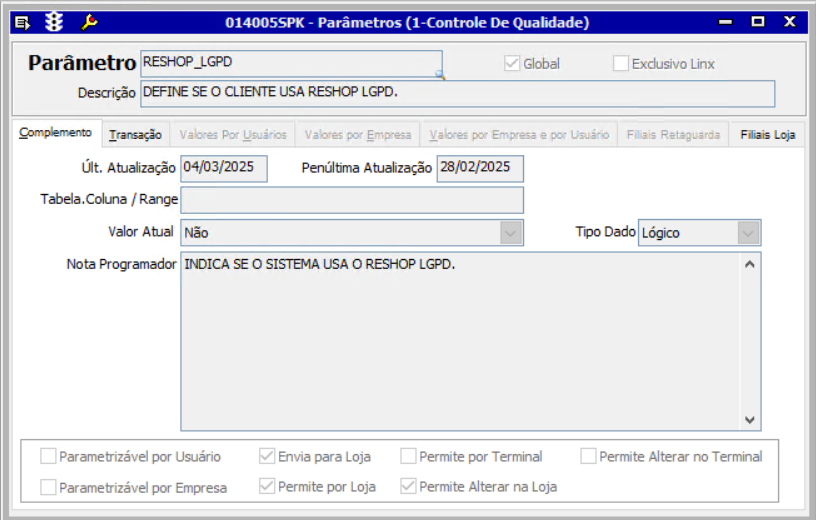 014005SPK - Parâmetros (1-Controle De Qualidade)
Parâmetro RESHOP_LGPD Global Exclusivo Linx
Descrição DEFINE SE O CLIENTE USA RESHOP LGPD.
Complemento Transação Valores Por Usuários Valores por Empresa Valores por Empresa e por Usuário Filiais Retaguarda Filiais Loja
Últ. Atualização 04/03/2025 Penúltima Atualização 28/02/2025
Tabela.Coluna / Range
Valor Atual Não Tipo Dado Lógico
Nota Programador INDICA SE O SISTEMA USA O RESHOP LGPD.
Parametrizável por Usuário Envia para Loja Permite por Terminal Permite Alterar no Terminal
Parametrizável por Empresa Permite por Loja Permite Alterar na Loja